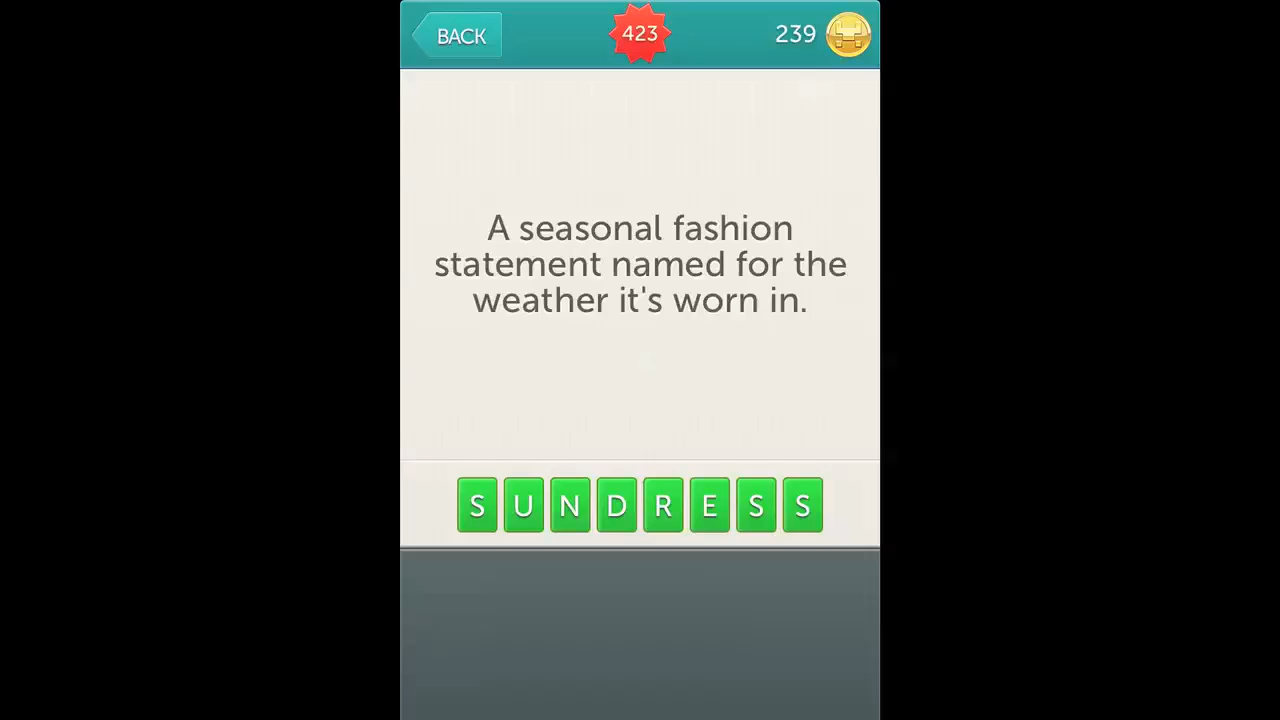 BACK
423
239
A seasonal fashion
statement named for the
weather it's worn in.
SUNDRESS